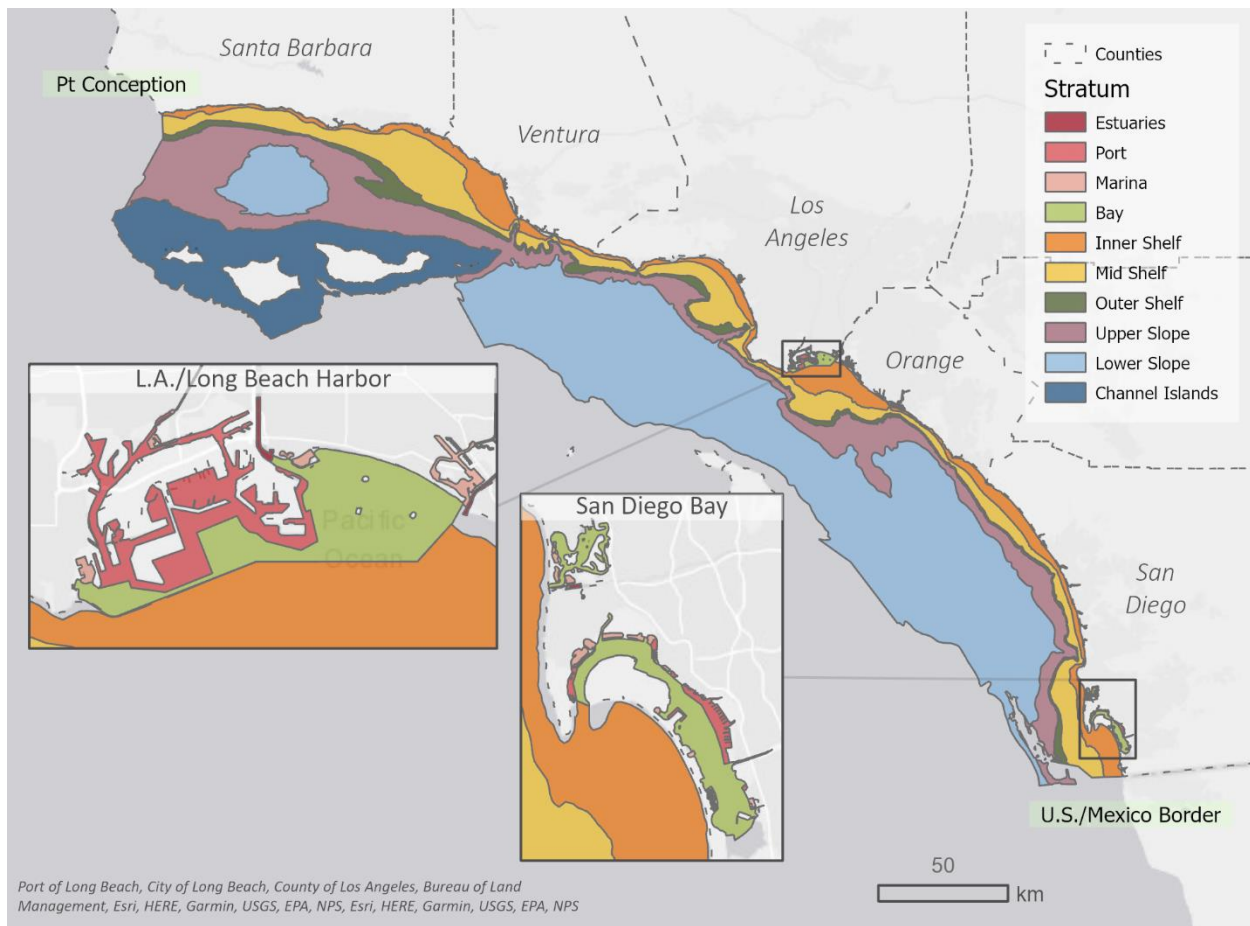 Santa Barbara
Pt Conception
Ventura
Los
Angeles
Orange
San
Diego
Counties
Stratum
Estuaries
Port
Marina
Bay
Inner Shelf
Mid Shelf
Outer Shelf
Upper Slope
Lower Slope
Channel Islands
L.A./Long Beach Harbor
Pacific
Ocean
San Diego Bay
U.S./Mexico Border
50
km
Port of Long Beach, City of Long Beach, County of Los Angeles, Bureau of Land
Management, Esri, HERE, Garmin, USGS, EPA, NPS, Esri, HERE, Garmin, USGS, EPA, NPS